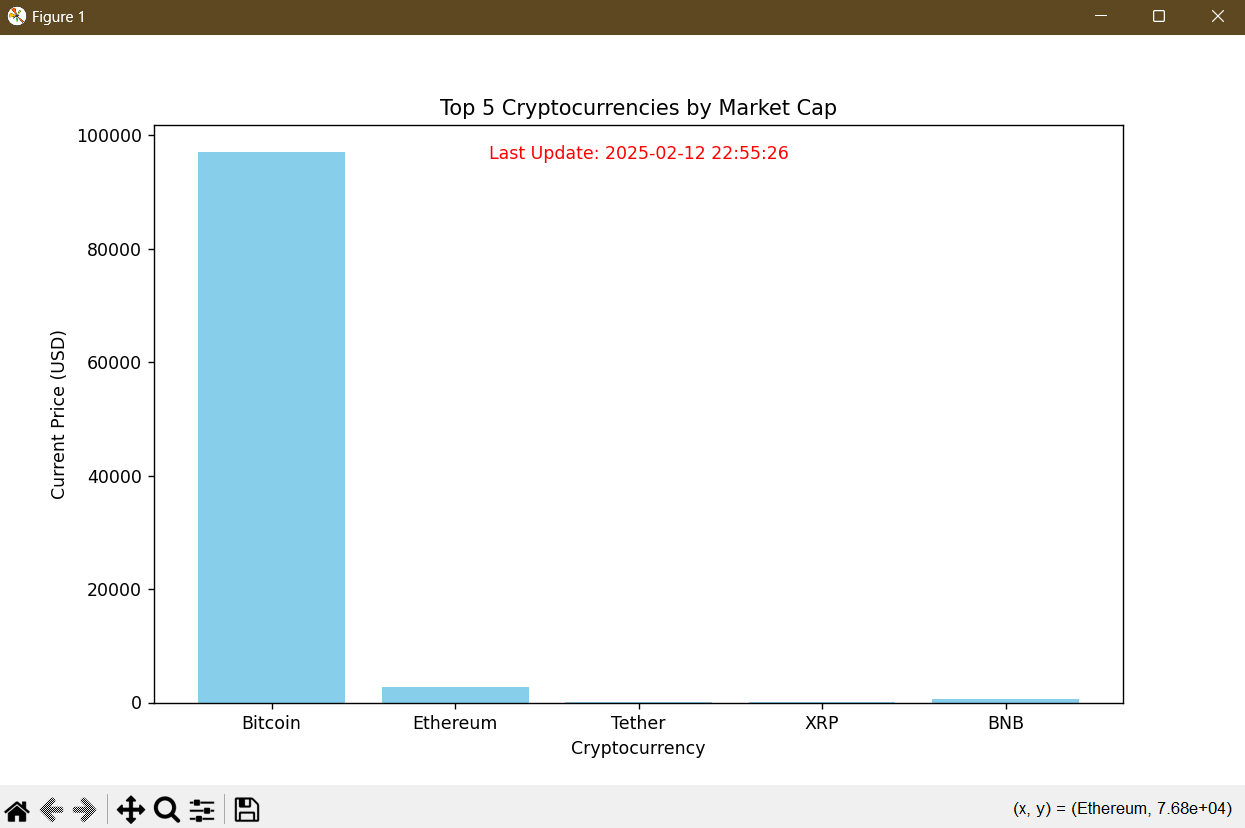 Figure 1
Top 5 Cryptocurrencies by Market Cap
Last Update: 2025-02-12 22:55:26
100000
80000
60000
40000
20000
0
Current Price (USD)
Bitcoin Ethereum Tether XRP BNB
Cryptocurrency
(x, y) = (Ethereum, 7.68e+04)